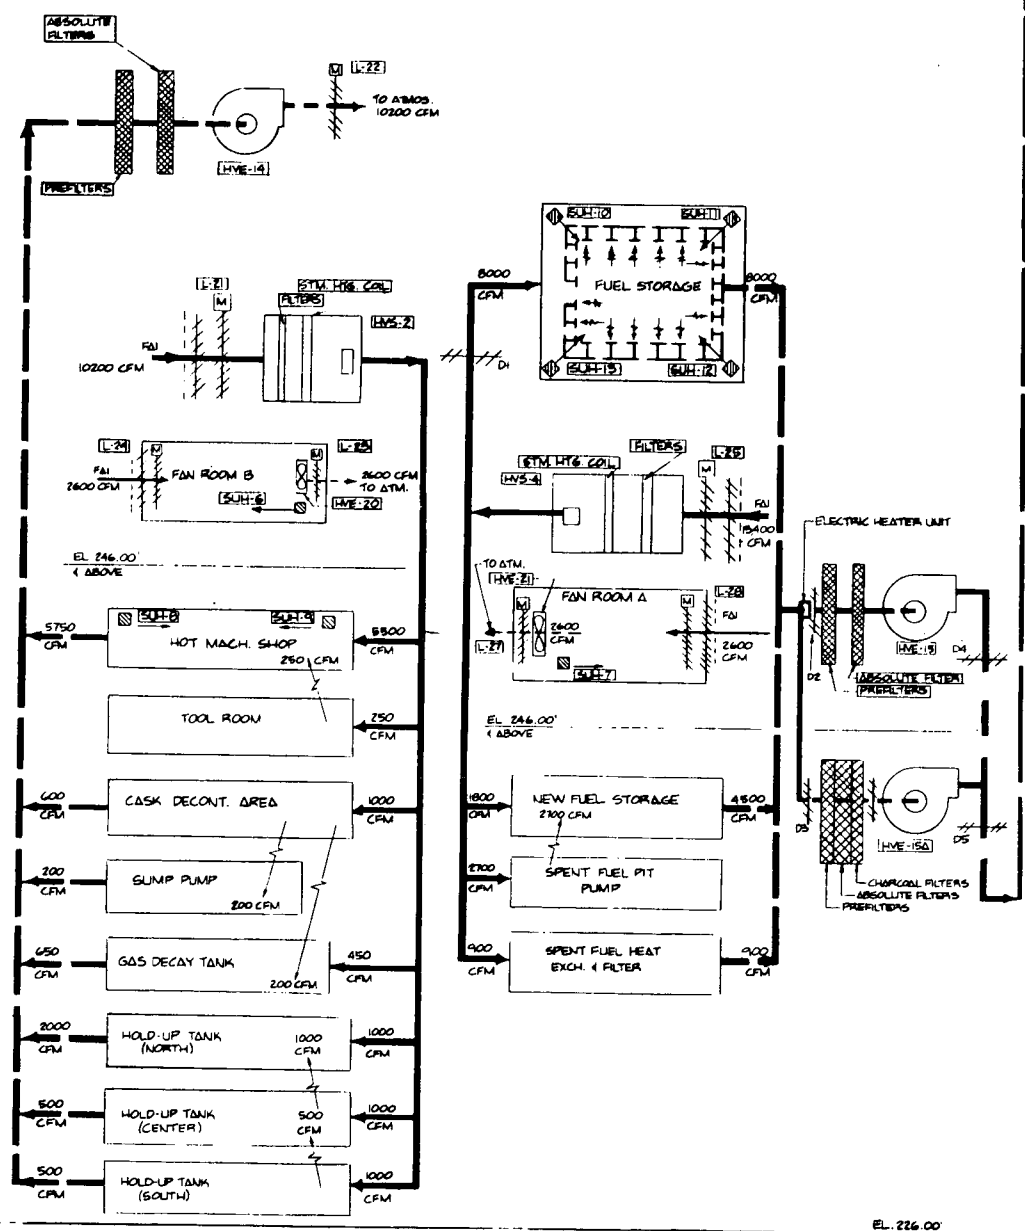 ABSOLUTE
FILTERS
M
L-22
TO ATMOS.
10200 CFM
HVE-14
PREFILTERS
SUH-10
SUH-11
8000
CFM
FUEL STORAGE
8000
CFM
SUH-13
SUH-12
L-21
M
STM. HTG. COIL
FILTERS
HVS-2
FAI
10200 CFM
D1
L-24
M
FAI
2600 CFM
FAN ROOM B
SUH-6
M
L-23
2600 CFM
TO ATM.
HVE-20
EL 246.00'
& ABOVE
STM. HTG. COIL
FILTERS
HVS-4
M
L-25
FAI
13400
CFM
TO ATM.
HVE-21
FAN ROOM A
M
M
L-28
2600
CFM
FAI
2600
CFM
L-27
SUH-7
EL 246.00'
& ABOVE
ELECTRIC HEATER UNIT
HVE-15
D4
D2
ABSOLUTE FILTER
PREFILTERS
D3
HVE-15A
D5
CHARCOAL FILTERS
ABSOLUTE FILTERS
PREFILTERS
5750
CFM
SUH-8
SUH-9
HOT MACH. SHOP
250 CFM
5500
CFM
TOOL ROOM
250
CFM
600
CFM
CASK DECONT. AREA
1000
CFM
200
CFM
SUMP PUMP
200 CFM
650
CFM
GAS DECAY TANK
200 CFM
450
CFM
2000
CFM
HOLD-UP TANK
(NORTH)
1000
CFM
1000
CFM
500
CFM
HOLD-UP TANK
(CENTER)
500
CFM
1000
CFM
500
CFM
HOLD-UP TANK
(SOUTH)
1000
CFM
1800
CFM
NEW FUEL STORAGE
2700 CFM
4500
CFM
2700
CFM
SPENT FUEL PIT
PUMP
900
CFM
SPENT FUEL HEAT
EXCH. & FILTER
900
CFM
EL. 226.00'